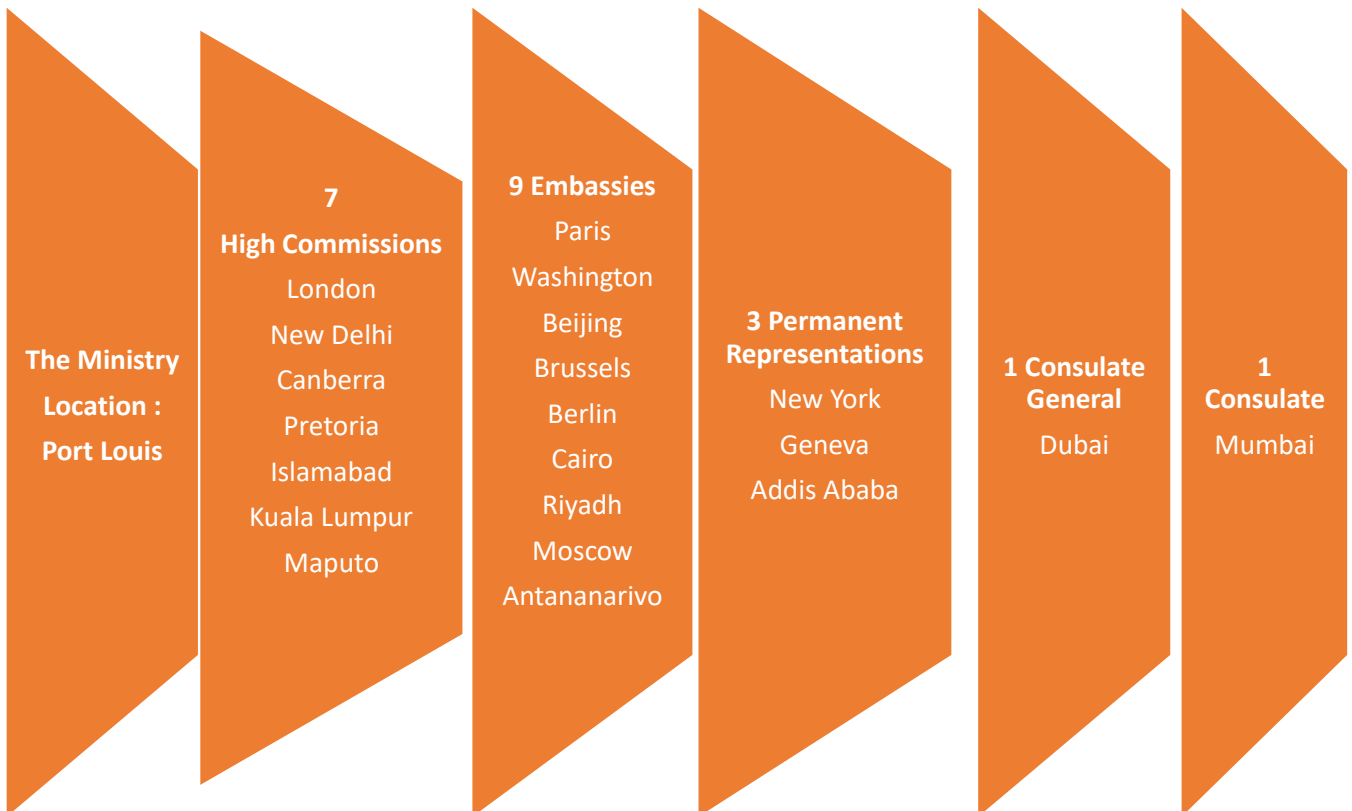 The Ministry
Location :
Port Louis
7
High Commissions
London
New Delhi
Canberra
Pretoria
Islamabad
Kuala Lumpur
Maputo
9 Embassies
Paris
Washington
Beijing
Brussels
Berlin
Cairo
Riyadh
Moscow
Antananarivo
3 Permanent
Representations
New York
Geneva
Addis Ababa
1 Consulate
General
Dubai
1
Consulate
Mumbai